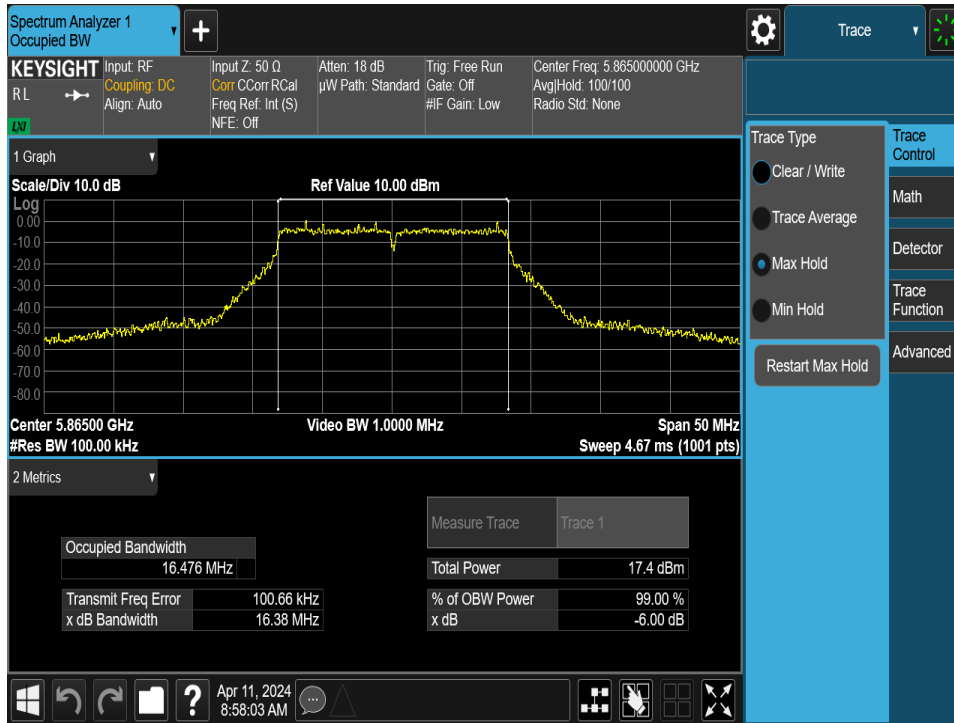 Spectrum Analyzer 1
Occupied BW
Trace
KEYSIGHT
R L
LXI
Input: RF
Coupling: DC
Align: Auto
Input Z: 50 Ω
Corr CCorr RCal
Freq Ref: Int (S)
NFE: Off
Atten: 18 dB
µW Path: Standard
Trig: Free Run
Gate: Off
#IF Gain: Low
Center Freq: 5.865000000 GHz
Avg|Hold: 100/100
Radio Std: None
1 Graph
Scale/Div 10.0 dB
Ref Value 10.00 dBm
Log
0.00
-10.0
-20.0
-30.0
-40.0
-50.0
-60.0
-70.0
-80.0
Center 5.86500 GHz
Video BW 1.0000 MHz
Span 50 MHz
#Res BW 100.00 kHz
Sweep 4.67 ms (1001 pts)
2 Metrics
Measure Trace
Trace 1
Occupied Bandwidth
16.476 MHz
Total Power
17.4 dBm
Transmit Freq Error
100.66 kHz
% of OBW Power
99.00 %
x dB Bandwidth
16.38 MHz
x dB
-6.00 dB
Trace Type
Clear / Write
Trace Average
Max Hold
Min Hold
Restart Max Hold
Trace
Control
Math
Detector
Trace
Function
Advanced
?
Apr 11, 2024
8:58:03 AM